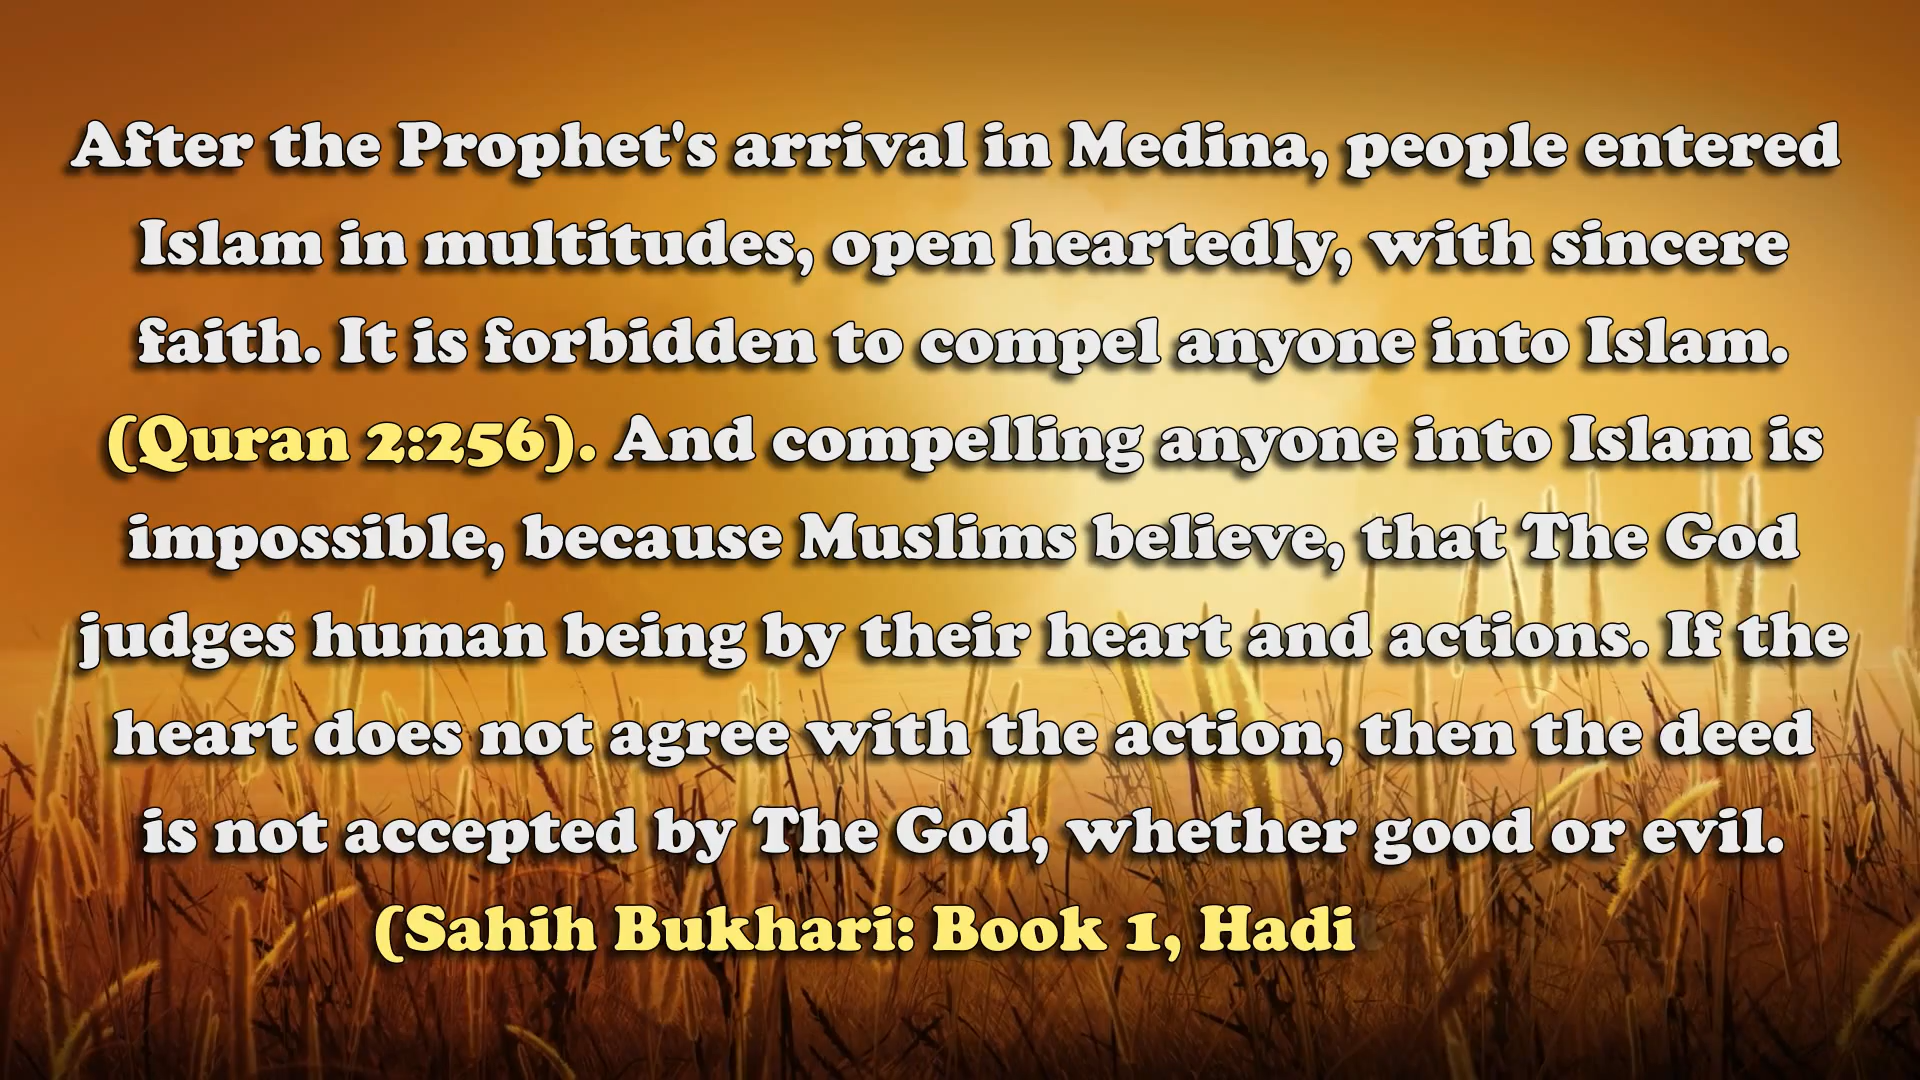 After the Prophet's arrival in Medina, people entered
Islam in multitudes, open heartedly, with sincere
faith. It is forbidden to compel anyone into Islam.
(Quran 2:256). And compelling anyone into Islam is
impossible, because Muslims believe, that The God
judges human being by their heart and actions. If the
heart does not agree with the action, then the deed
is not accepted by The God, whether good or evil.
(Sahih Bukhari: Book 1, Hadi